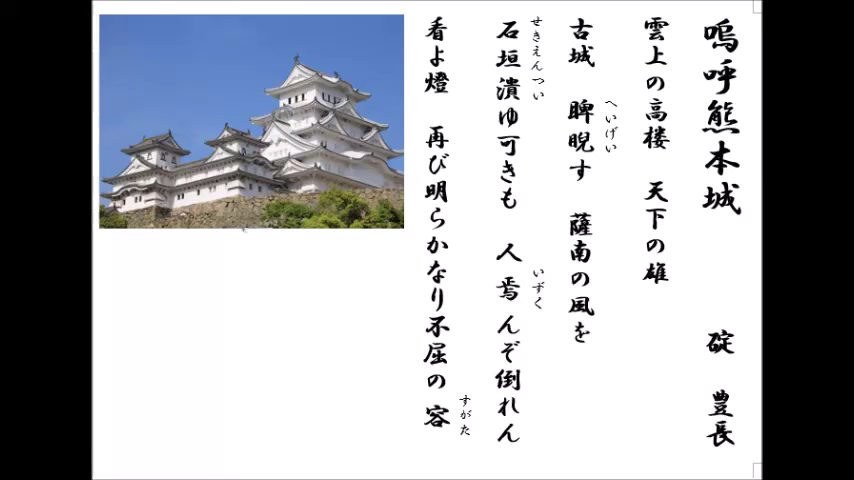 嗚呼熊本城 碇 豊長
雲上の高楼 天下の雄
古城 睥睨す 薩南の風を
へいげい
石垣潰ゆ可きも 人焉んぞ倒れん
せきえんつい
いずく
看よ燈 再び明らかなり不屈の容
すがた